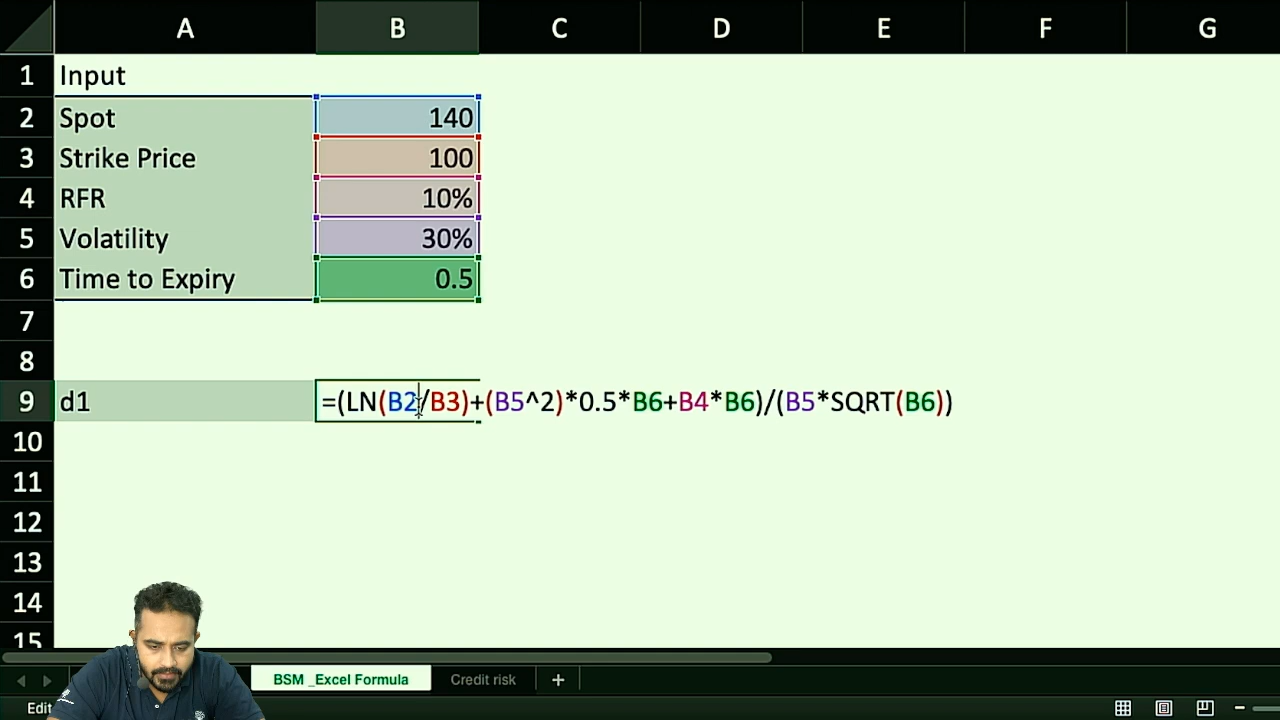 A B C D E F G
1 Input
2 Spot 140
3 Strike Price 100
4 RFR 10%
5 Volatility 30%
6 Time to Expiry 0.5
7
8
9 d1 =(LN(B2/B3)+(B5^2)*0.5*B6+B4*B6)/(B5*SQRT(B6))
10
11
12
13
14
15
BSM _Excel Formula Credit risk +
Edit